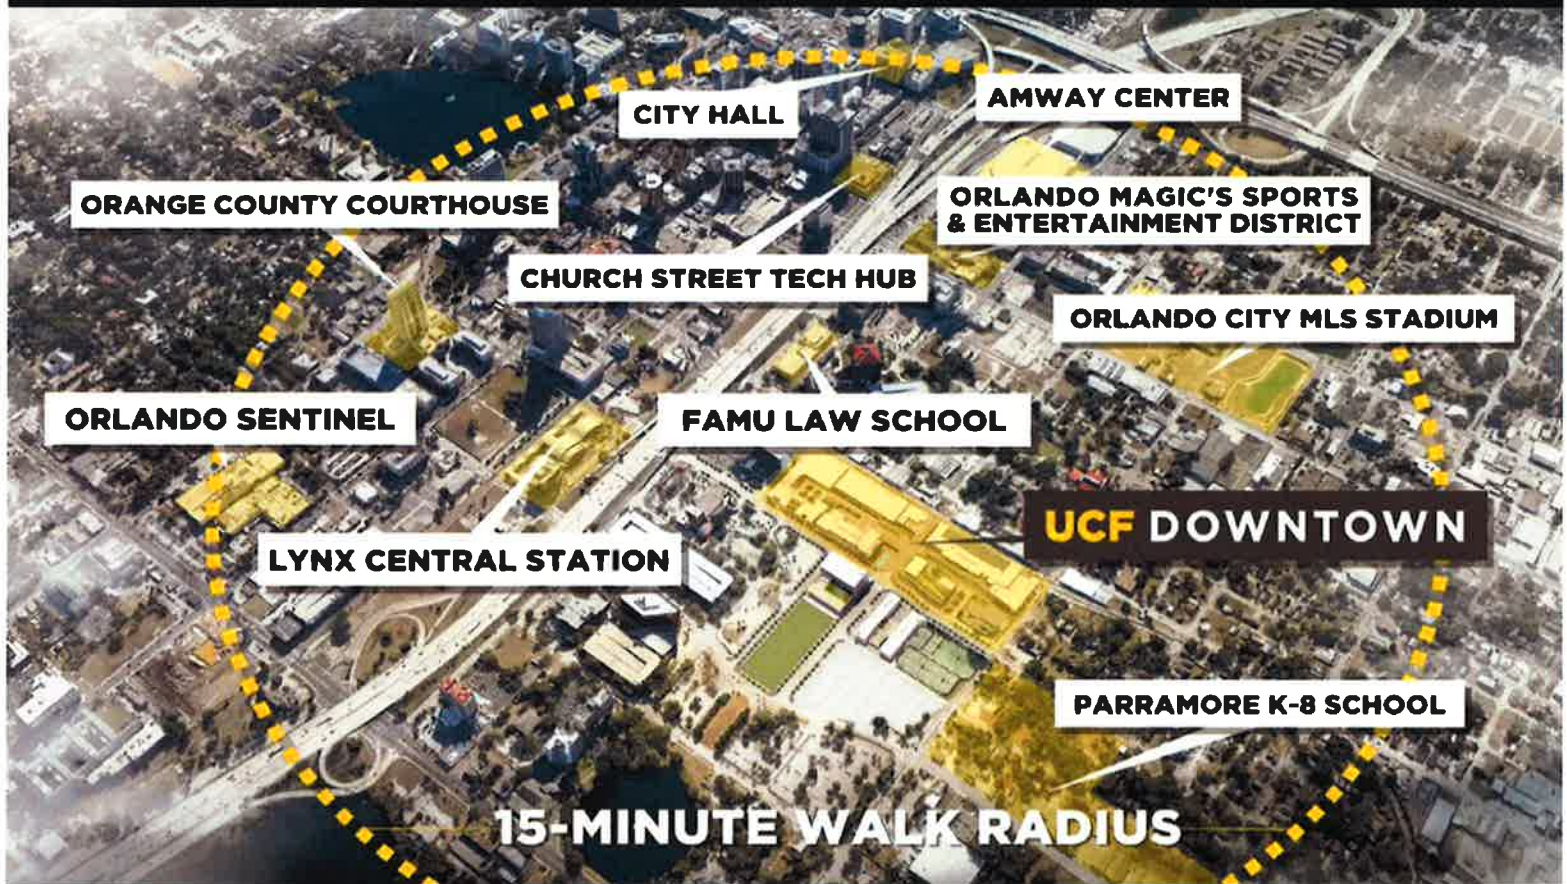 CITY HALL
AMWAY CENTER
ORANGE COUNTY COURTHOUSE
ORLANDO MAGIC'S SPORTS
& ENTERTAINMENT DISTRICT
CHURCH STREET TECH HUB
ORLANDO CITY MLS STADIUM
ORLANDO SENTINEL
FAMU LAW SCHOOL
UCF DOWNTOWN
LYNX CENTRAL STATION
PARRAMORE K-8 SCHOOL
15-MINUTE WALK RADIUS